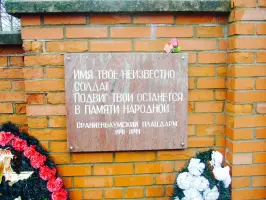 ИМЯ ТВОЕ НЕИЗВЕСТНО
СОЛДАТ
ПОДВИГ ТВОЙ ОСТАНЕТСЯ
В ПАМЯТИ НАРОДНОЙ
ОРАНИЕНБАУМСКИЙ ПЛАЦДАРМ
1941-1944